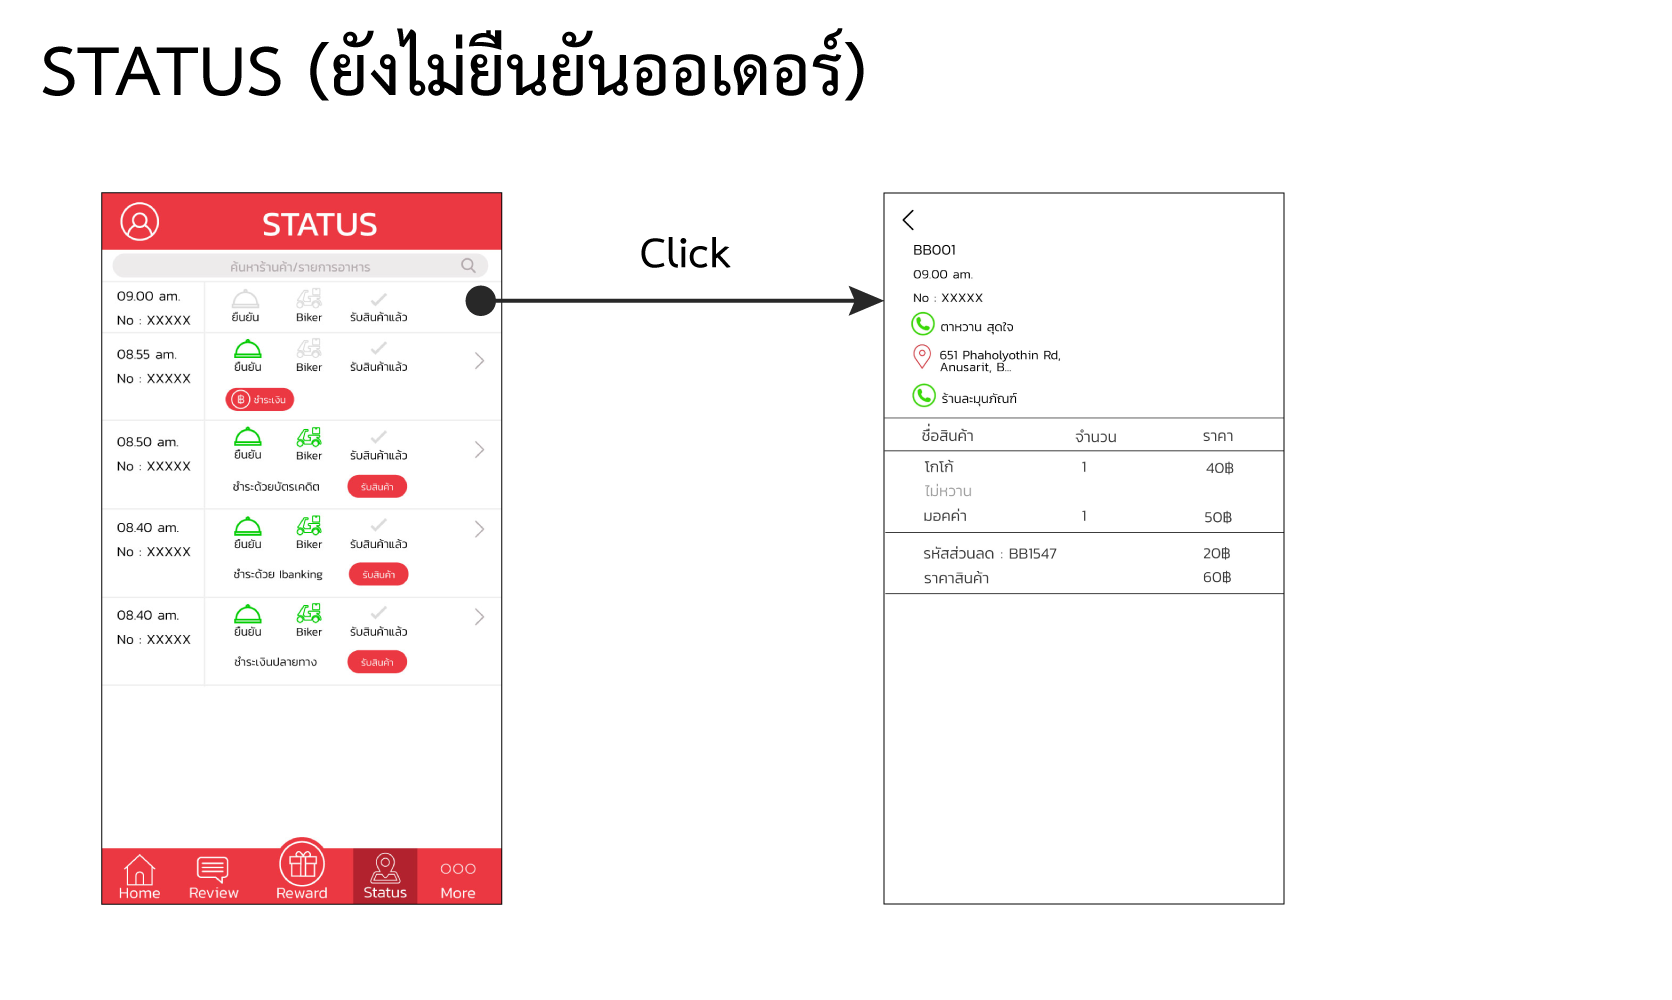 STATUS (ยังไม่ยืนยันออเดอร์)
STATUS
ค้นหาร้านค้า/รายการอาหาร
09.00 am.
No : XXXXX
ยืนยัน Biker รับสินค้าแล้ว
08.55 am.
No : XXXXX
ยืนยัน Biker รับสินค้าแล้ว
฿ ชำระเงิน
08.50 am.
No : XXXXX
ยืนยัน Biker รับสินค้าแล้ว
ชำระด้วยบัตรเคดิต รับสินค้า
08.40 am.
No : XXXXX
ยืนยัน Biker รับสินค้าแล้ว
ชำระด้วย Ibanking รับสินค้า
08.40 am.
No : XXXXX
ยืนยัน Biker รับสินค้าแล้ว
ชำระเงินปลายทาง รับสินค้า
Home Review Reward Status More
Click
BB001
09.00 am.
No : XXXXX
ตาหวาน สุดใจ
651 Phaholyothin Rd,
Anusarit, B...
ร้านละมุนภัณฑ์
ชื่อสินค้า จำนวน ราคา
โกโก้ 1 40฿
ไม่หวาน
มอคค่า 1 50฿
รหัสส่วนลด : BB1547 20฿
ราคาสินค้า 60฿